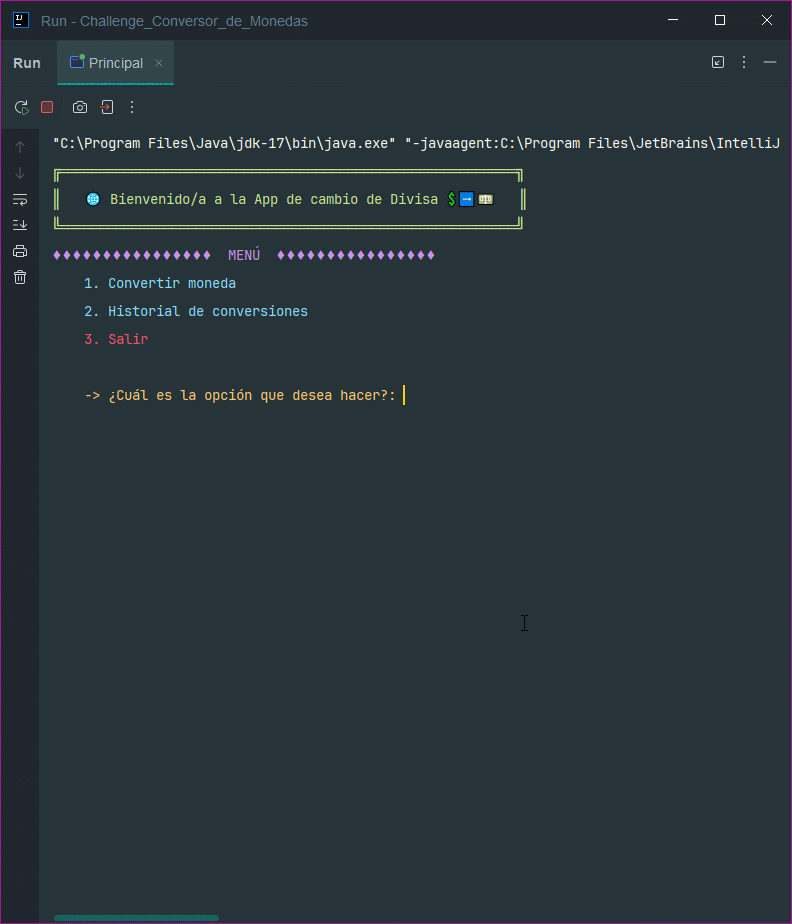 Run - Challenge_Conversor_de_Monedas
Run Principal
"C:\Program Files\Java\jdk-17\bin\java.exe" "-javaagent:C:\Program Files\JetBrains\IntelliJ
🌐 Bienvenido/a a la App de cambio de Divisa 💲➡💴
♦♦♦♦♦♦♦♦♦♦♦♦♦♦♦♦ MENÚ ♦♦♦♦♦♦♦♦♦♦♦♦♦♦♦♦
1. Convertir moneda
2. Historial de conversiones
3. Salir
-> ¿Cuál es la opción que desea hacer?: